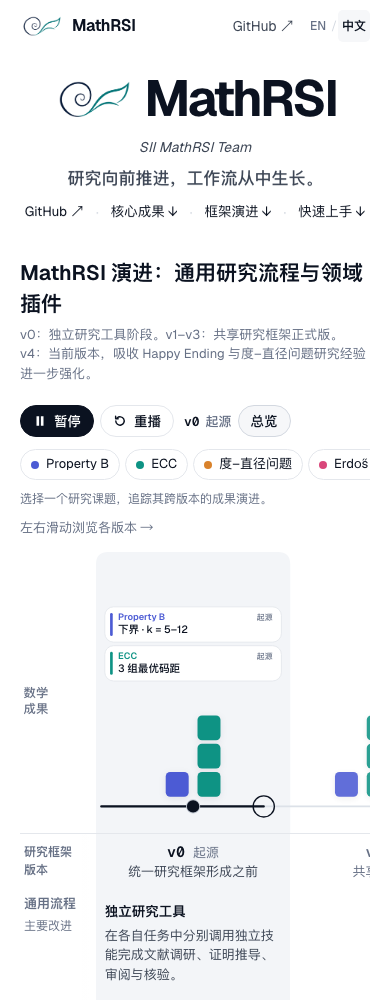 MathRSI GitHub ↗ EN / 中文
MathRSI
SII MathRSI Team
研究向前推进，工作流从中生长。
GitHub ↗ · 核心成果 ↓ · 框架演进 ↓ · 快速上手 ↓
MathRSI 演进：通用研究流程与领域
插件
v0：独立研究工具阶段。v1–v3：共享研究框架正式版。
v4：当前版本，吸收 Happy Ending 与度–直径问题研究经验
进一步强化。
暂停 重播 v0 起源 总览
Property B ECC 度–直径问题 Erdős
选择一个研究课题，追踪其跨版本的成果演进。
左右滑动浏览各版本 →
Property B 起源
下界 · k = 5–12
ECC 起源
3 组最优码距
数学
成果
研究框架
版本
v0 起源
统一研究框架形成之前
通用流程
主要改进
独立研究工具
在各自任务中分别调用独立技
能完成文献调研、证明推导、
审阅与核验。